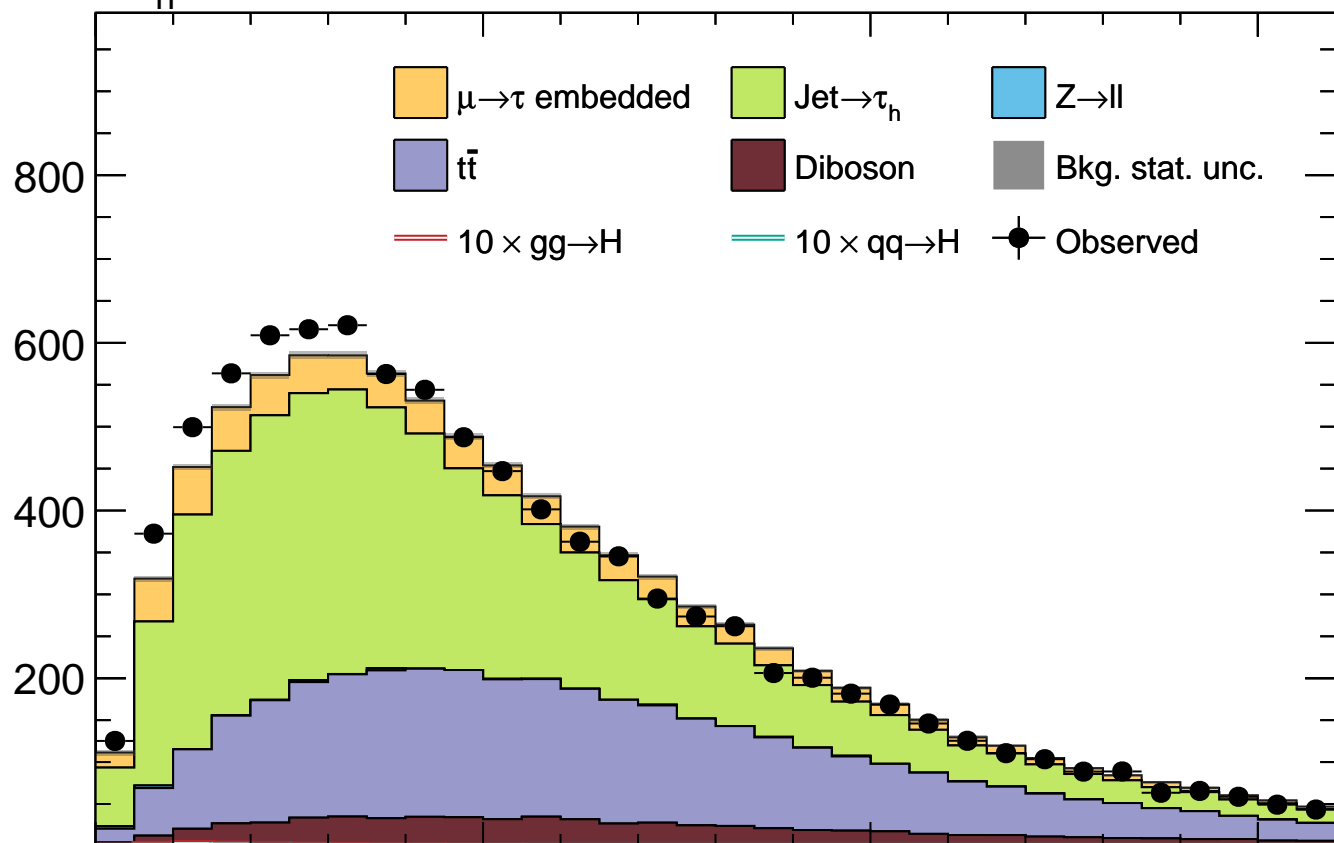 μ→τ embedded Jet→τh Z→ll
tt̄ Diboson Bkg. stat. unc.
10 × gg→H 10 × qq→H Observed
800
600
400
200